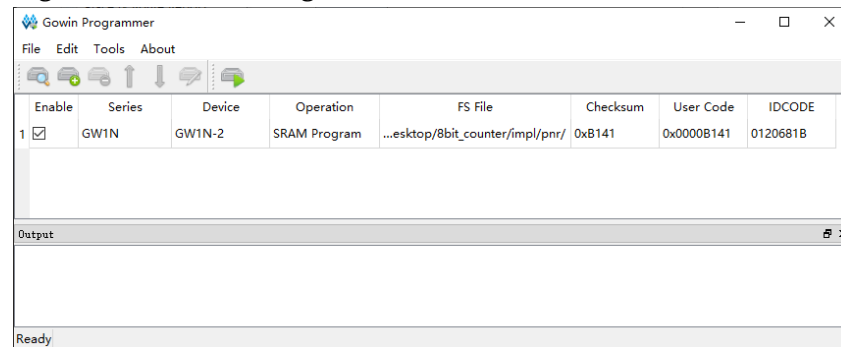 Gowin Programmer
File Edit Tools About
Enable Series Device Operation FS File Checksum User Code IDCODE
1 GW1N GW1N-2 SRAM Program ...esktop/8bit_counter/impl/pnr/ 0xB141 0x0000B141 0120681B
Output
Ready